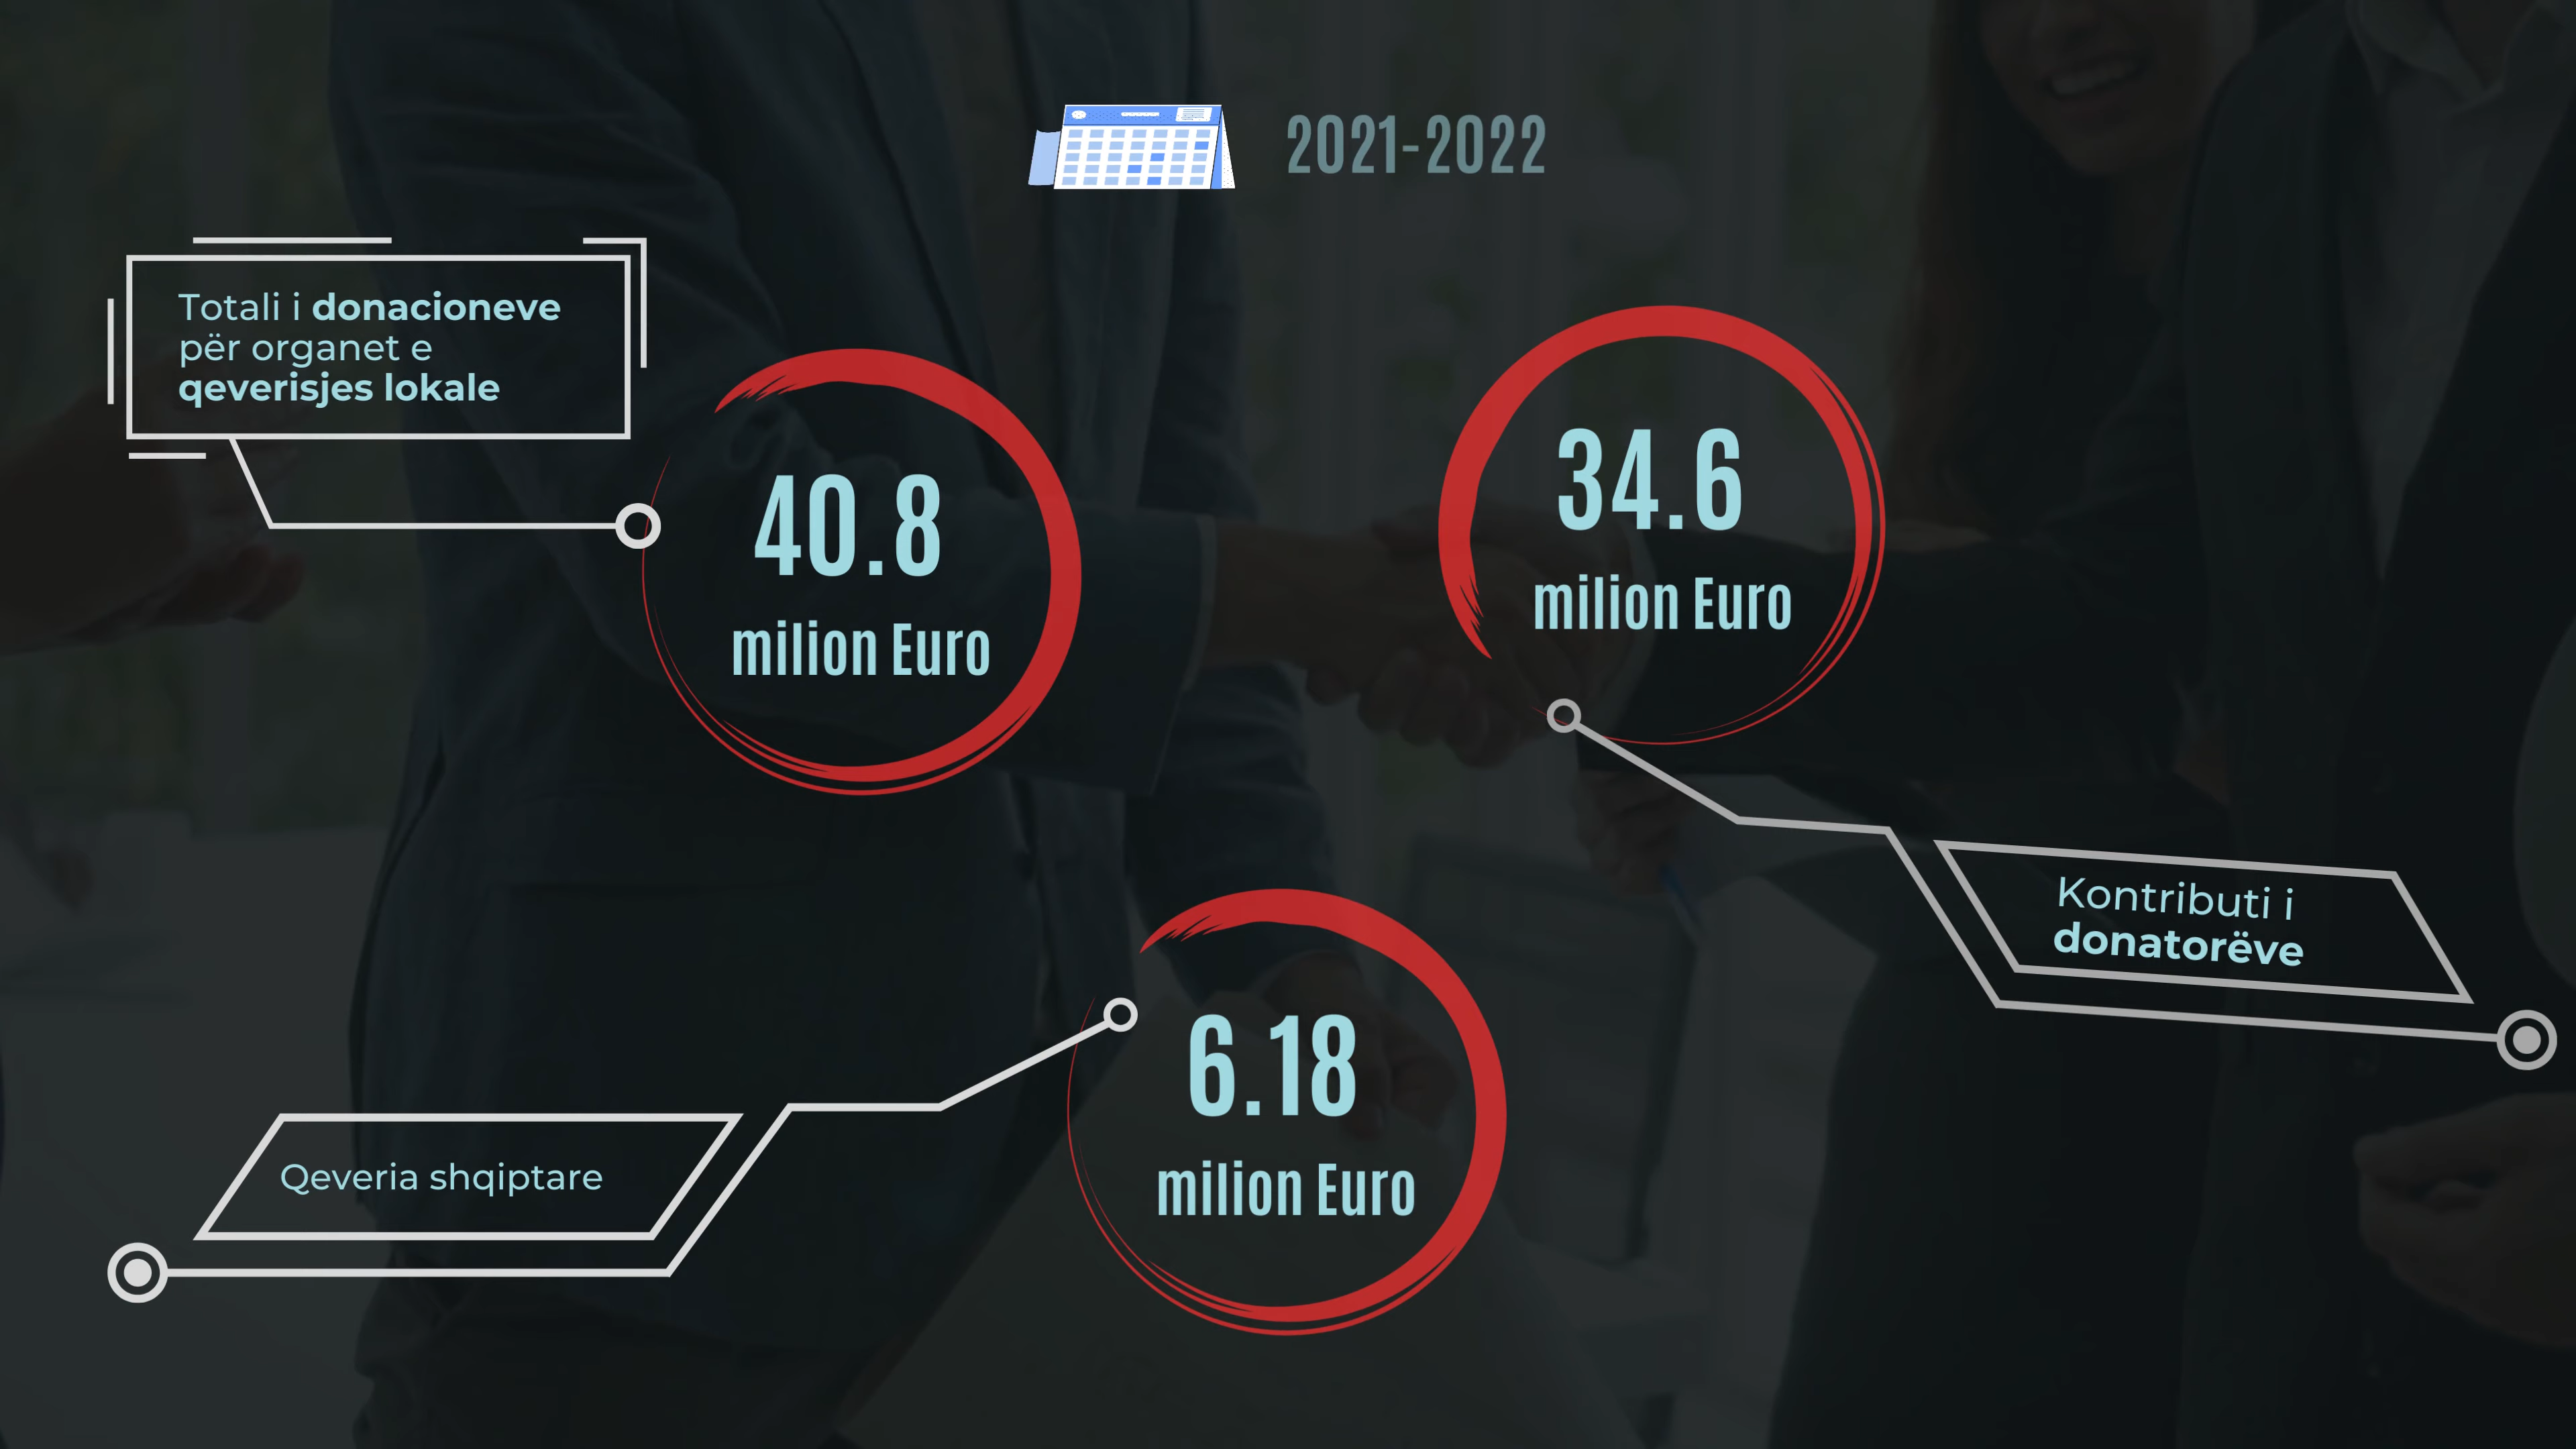 2021-2022
Totali i donacioneve
për organet e
qeverisjes lokale
40.8
milion Euro
34.6
milion Euro
Kontributi i
donatorëve
6.18
milion Euro
Qeveria shqiptare